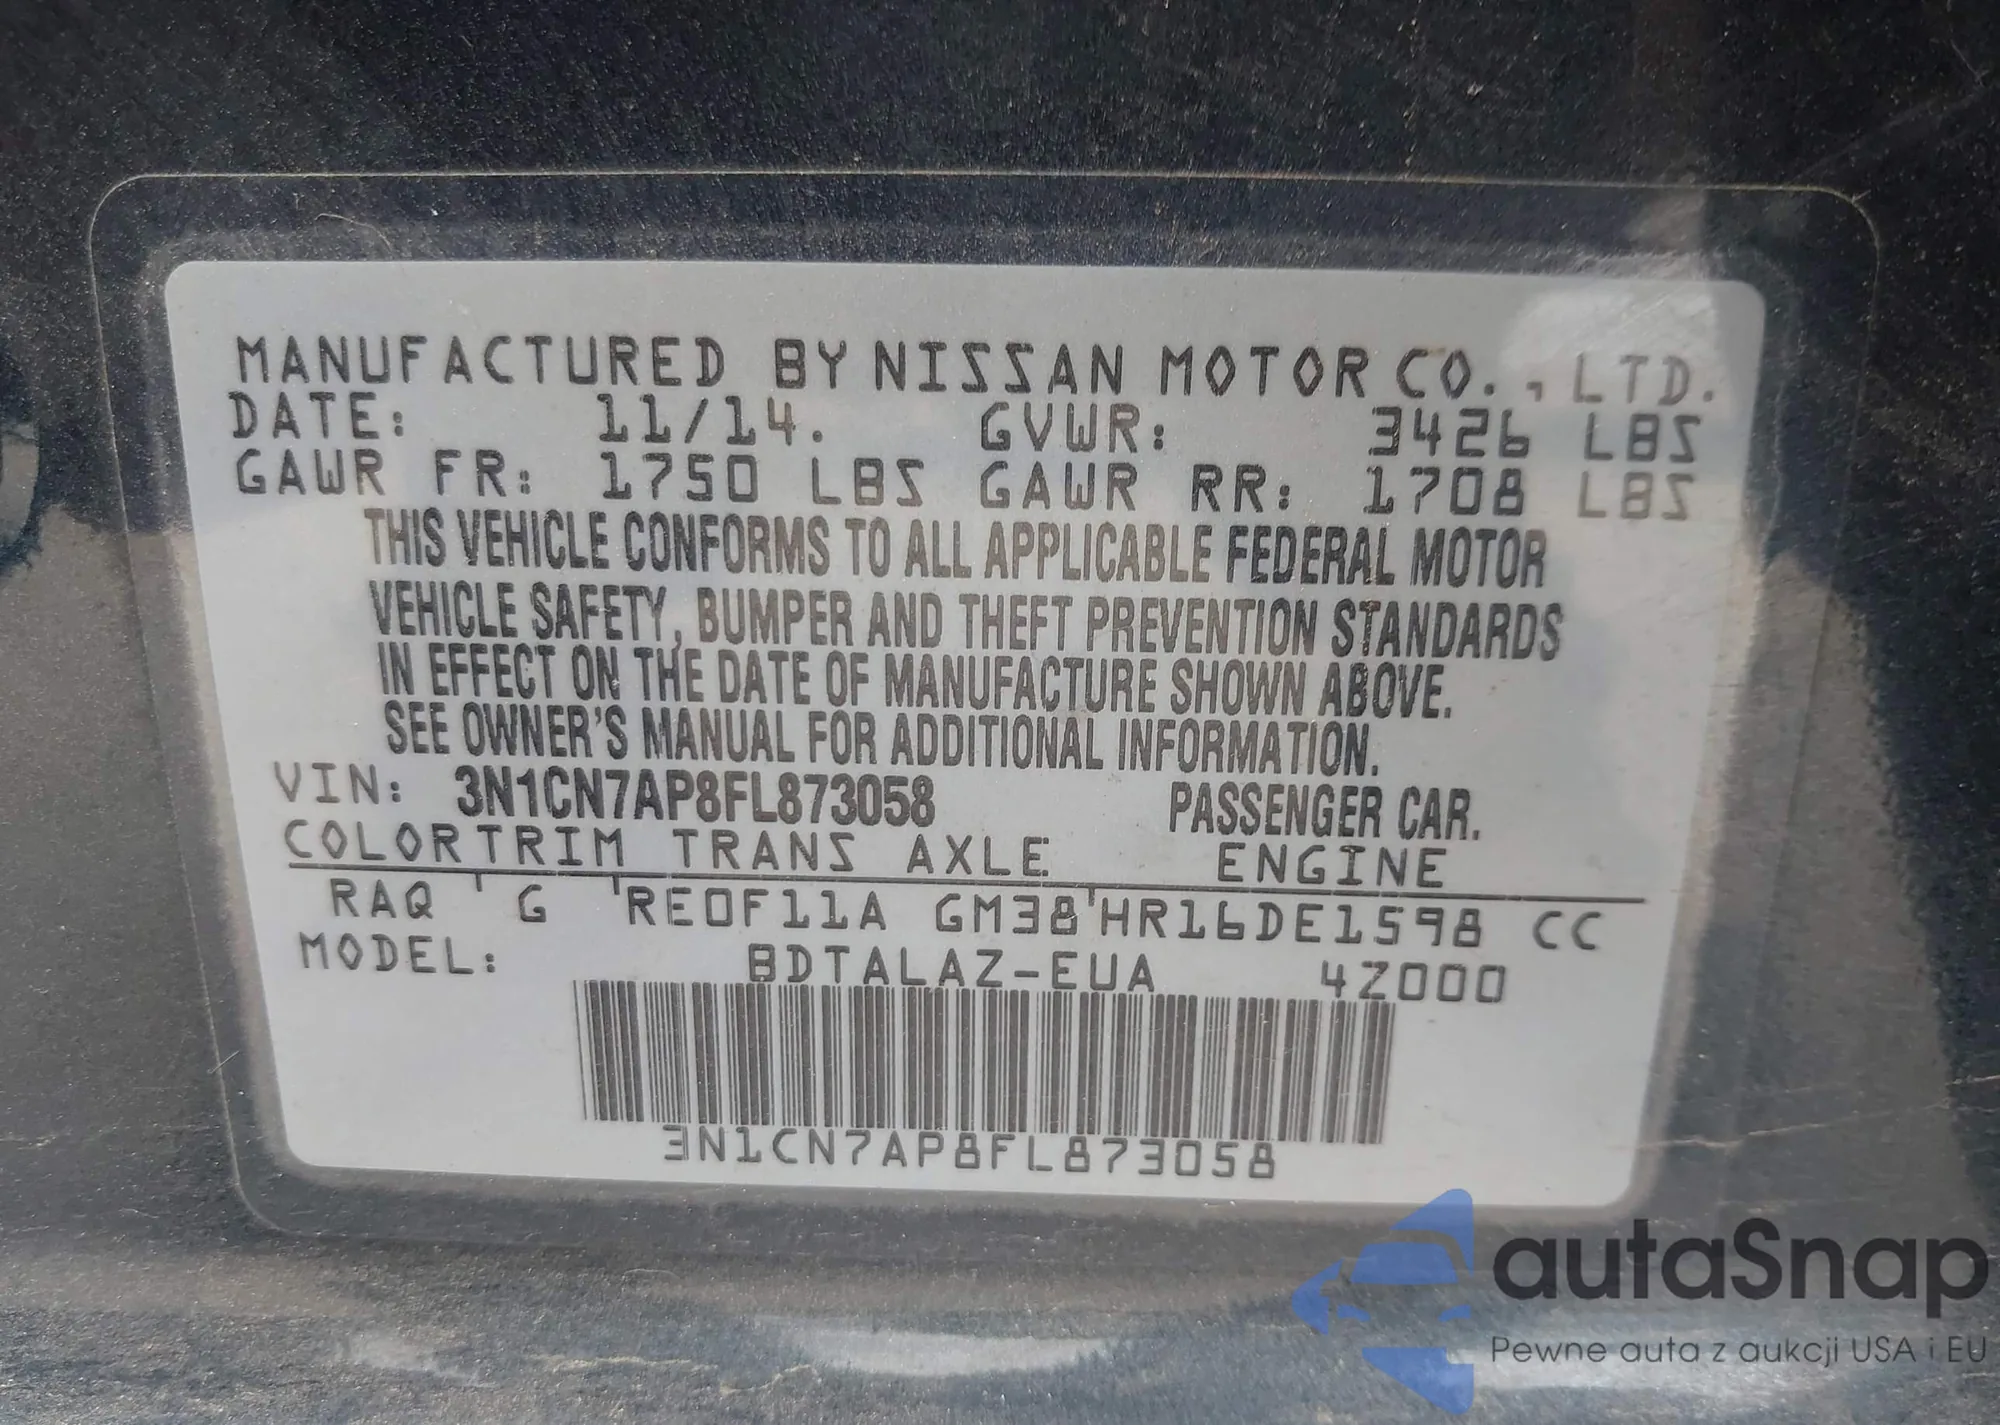 MANUFACTURED BY NISSAN MOTOR CO., LTD.
DATE: 11/14. GVWR: 3426 LBS
GAWR FR: 1750 LBS GAWR RR: 1708 LBS
THIS VEHICLE CONFORMS TO ALL APPLICABLE FEDERAL MOTOR
VEHICLE SAFETY, BUMPER AND THEFT PREVENTION STANDARDS
IN EFFECT ON THE DATE OF MANUFACTURE SHOWN ABOVE.
SEE OWNER'S MANUAL FOR ADDITIONAL INFORMATION.
VIN: 3N1CN7AP8FL873058 PASSENGER CAR.
COLOR TRIM TRANS AXLE ENGINE
RAQ ' G ' RE0F11A GM38 ' HR16DE1598 CC
MODEL: BDTALAZ-EUA 4Z000
3N1CN7AP8FL873058
autaSnap
Pewne auta z aukcji USA i EU